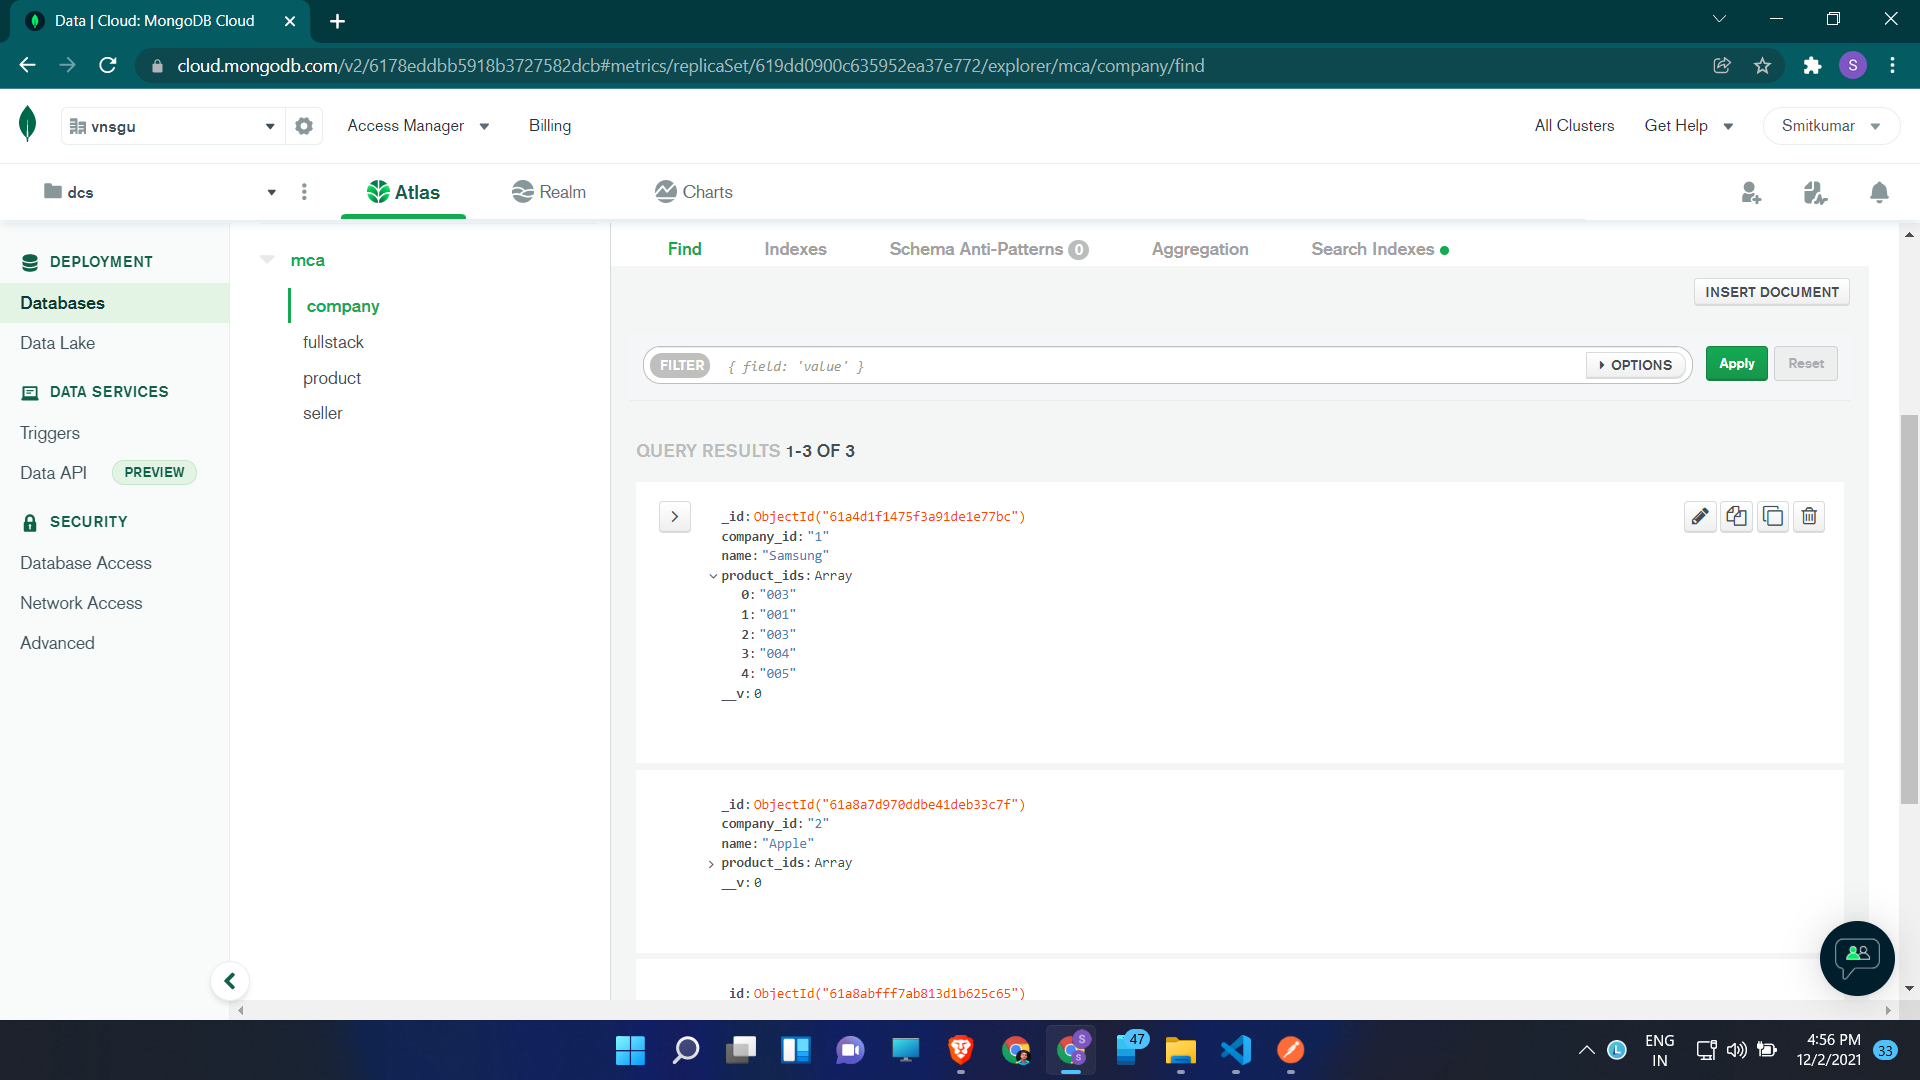 Data | Cloud: MongoDB Cloud
cloud.mongodb.com/v2/6178eddbb5918b3727582dcb#metrics/replicaSet/619dd0900c635952ea37e772/explorer/mca/company/find
S
vnsgu
Access Manager
Billing
All Clusters
Get Help
Smitkumar
dcs
Atlas
Realm
Charts
DEPLOYMENT
Databases
Data Lake
DATA SERVICES
Triggers
Data API PREVIEW
SECURITY
Database Access
Network Access
Advanced
mca
company
fullstack
product
seller
Find
Indexes
Schema Anti-Patterns 0
Aggregation
Search Indexes
INSERT DOCUMENT
FILTER { field: 'value' }
OPTIONS
Apply
Reset
QUERY RESULTS 1-3 OF 3
_id: ObjectId("61a4d1f1475f3a91de1e77bc")
company_id: "1"
name: "Samsung"
product_ids: Array
0: "003"
1: "001"
2: "003"
3: "004"
4: "005"
__v: 0
_id: ObjectId("61a8a7d970ddbe41deb33c7f")
company_id: "2"
name: "Apple"
product_ids: Array
__v: 0
_id: ObjectId("61a8abfff7ab813d1b625c65")
S
S
47
L
ENG
IN
4:56 PM
12/2/2021
33